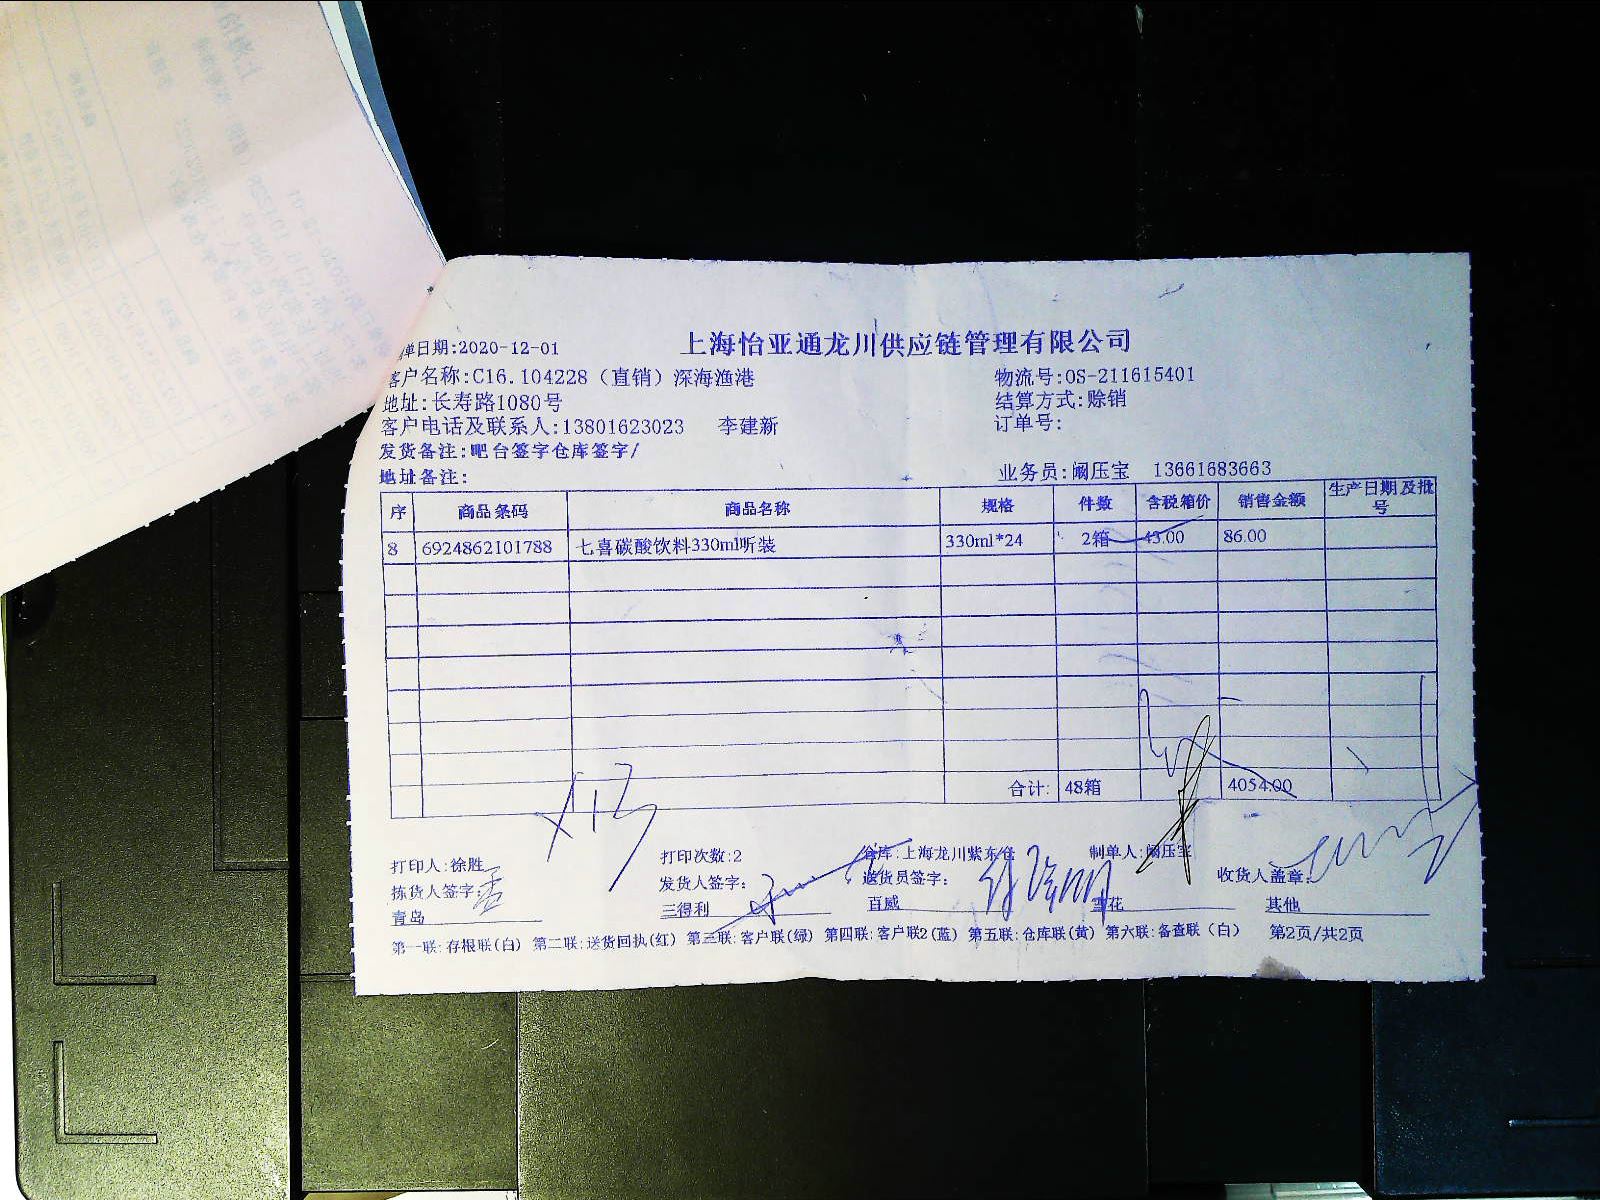 上海怡亚通龙川供应链管理有限公司
单日期:2020-12-01
客户名称:C16.104228（直销）深海渔港 物流号:OS-211615401
地址:长寿路1080号 结算方式:赊销
客户电话及联系人:13801623023 李建新 订单号:
发货备注:吧台签字仓库签字/
地址备注: 业务员:阚压宝 13661683663
序 商品条码 商品名称 规格 件数 含税箱价 销售金额 生产日期及批号
8 6924862101788 七喜碳酸饮料330ml听装 330ml*24 2箱 43.00 86.00
合计: 48箱 4054.00
打印人:徐胜 打印次数:2 仓库:上海龙川紫东仓 制单人:阚压宝
拣货人签字: 发货人签字: 送货员签字: 收货人盖章:
青岛 三得利 百威 雪花 其他
第一联:存根联(白) 第二联:送货回执(红) 第三联:客户联(绿) 第四联:客户联2(蓝) 第五联:仓库联(黄) 第六联:备查联（白） 第2页/共2页